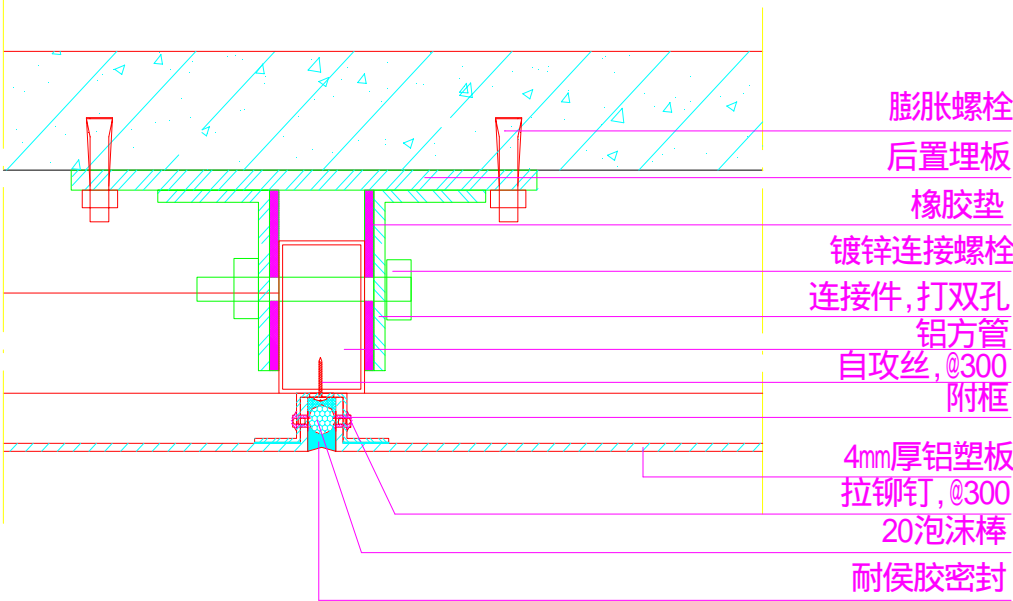 膨胀螺栓
后置埋板
橡胶垫
镀锌连接螺栓
连接件,打双孔
铝方管
自攻丝,@300
附框
4mm厚铝塑板
拉铆钉,@300
20泡沫棒
耐侯胶密封